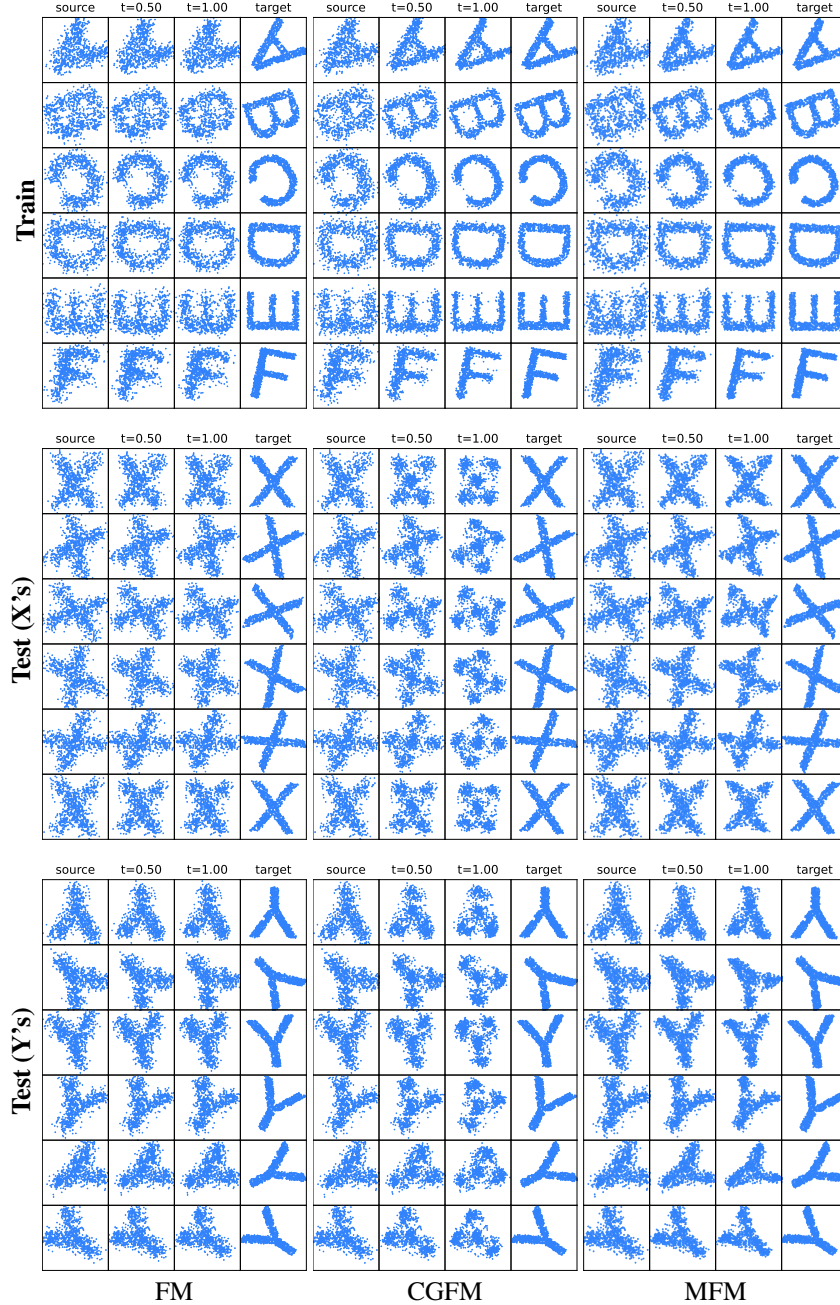 source t=0.50 t=1.00 target source t=0.50 t=1.00 target source t=0.50 t=1.00 target
Train
source t=0.50 t=1.00 target source t=0.50 t=1.00 target source t=0.50 t=1.00 target
Test (X's)
source t=0.50 t=1.00 target source t=0.50 t=1.00 target source t=0.50 t=1.00 target
Test (Y's)
FM CGFM MFM